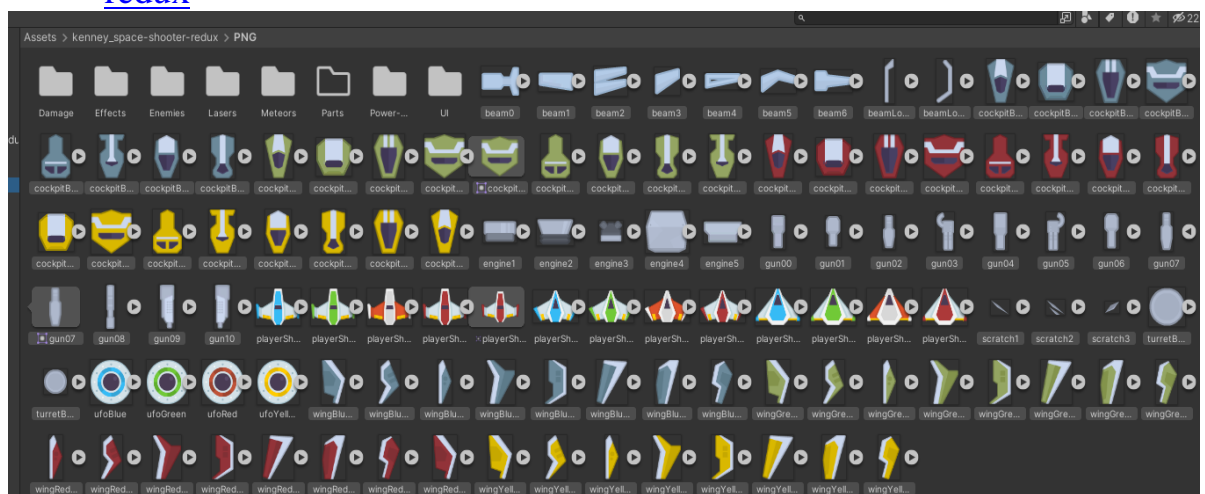 redux
22
Assets > kenney_space-shooter-redux > PNG
Damage Effects Enemies Lasers Meteors Parts Power-... UI beam0 beam1 beam2 beam3 beam4 beam5 beam6 beamLo... beamLo... cockpitB... cockpitB... cockpitB... cockpitB...
du
cockpitB... cockpitB... cockpitB... cockpitB... cockpit... cockpit... cockpit... cockpit... cockpit... cockpit... cockpit... cockpit... cockpit... cockpit... cockpit... cockpit... cockpit... cockpit... cockpit... cockpit... cockpit...
cockpit... cockpit... cockpit... cockpit... cockpit... cockpit... cockpit... cockpit... engine1 engine2 engine3 engine4 engine5 gun00 gun01 gun02 gun03 gun04 gun05 gun06 gun07
gun07 gun08 gun09 gun10 playerSh... playerSh... playerSh... playerSh... playerSh... playerSh... playerSh... playerSh... playerSh... playerSh... playerSh... playerSh... playerSh... scratch1 scratch2 scratch3 turretB...
turretB... ufoBlue ufoGreen ufoRed ufoYell... wingBlu... wingBlu... wingBlu... wingBlu... wingBlu... wingBlu... wingBlu... wingBlu... wingGre... wingGre... wingGre... wingGre... wingGre... wingGre... wingGre... wingGre...
wingRed... wingRed... wingRed... wingRed... wingRed... wingRed... wingRed... wingRed... wingYell... wingYell... wingYell... wingYell... wingYell... wingYell... wingYell... wingYell...